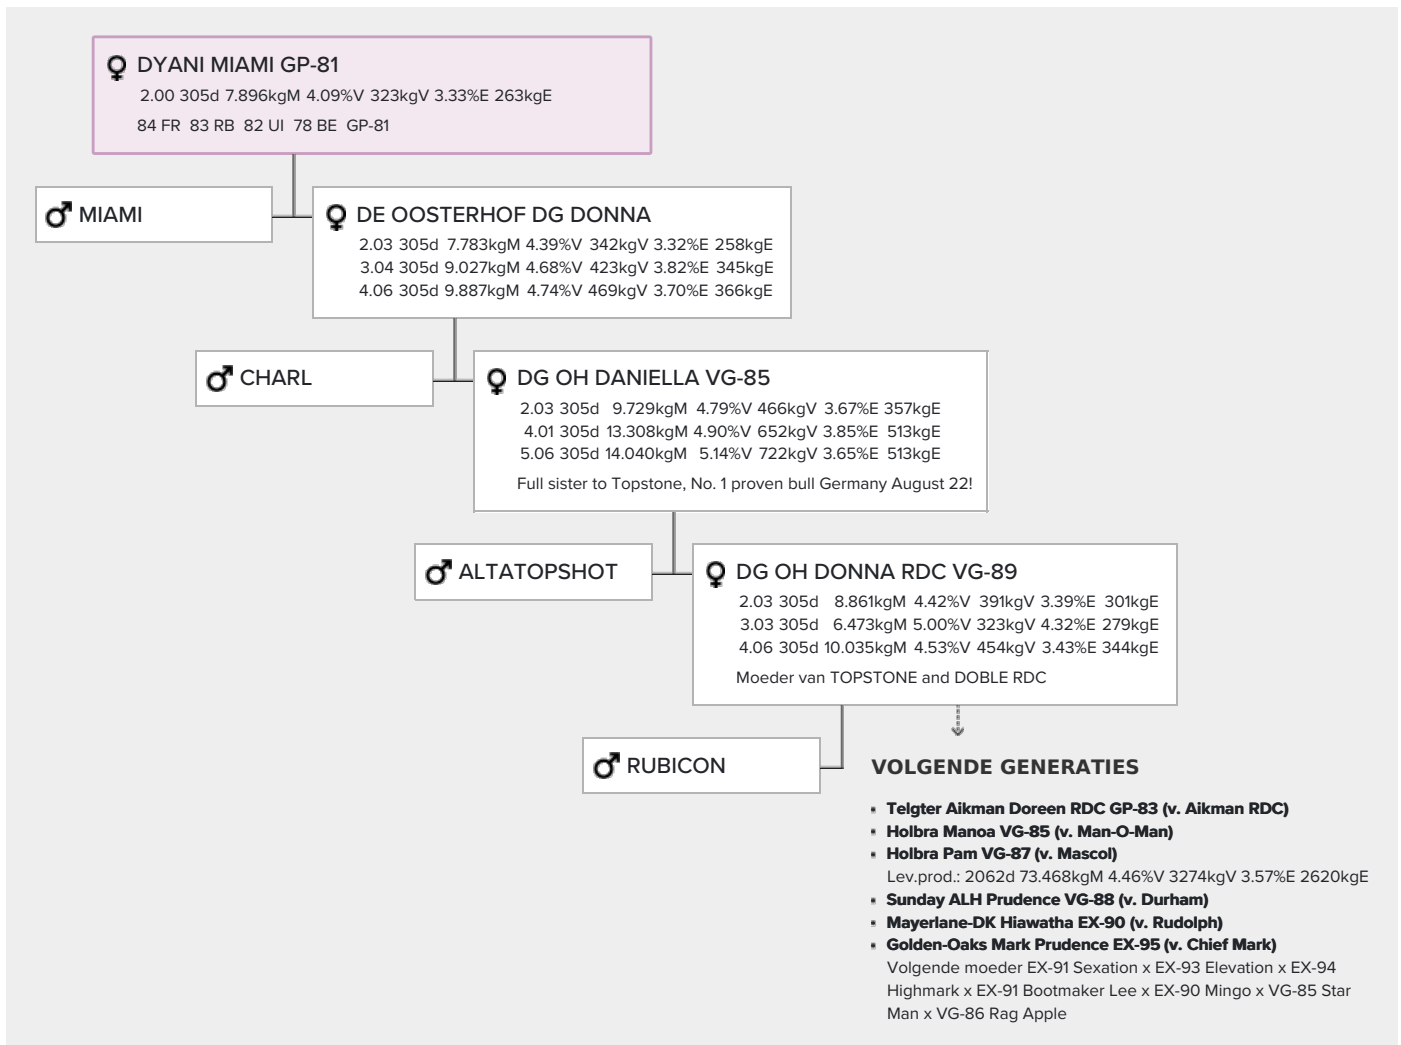 DYANI MIAMI GP-81
2.00 305d 7.896kgM 4.09%V 323kgV 3.33%E 263kgE
84 FR 83 RB 82 UI 78 BE GP-81
MIAMI
DE OOSTERHOF DG DONNA
2.03 305d 7.783kgM 4.39%V 342kgV 3.32%E 258kgE
3.04 305d 9.027kgM 4.68%V 423kgV 3.82%E 345kgE
4.06 305d 9.887kgM 4.74%V 469kgV 3.70%E 366kgE
CHARL
DG OH DANIELLA VG-85
2.03 305d 9.729kgM 4.79%V 466kgV 3.67%E 357kgE
4.01 305d 13.308kgM 4.90%V 652kgV 3.85%E 513kgE
5.06 305d 14.040kgM 5.14%V 722kgV 3.65%E 513kgE
Full sister to Topstone, No. 1 proven bull Germany August 22!
ALTATOPSHOT
DG OH DONNA RDC VG-89
2.03 305d 8.861kgM 4.42%V 391kgV 3.39%E 301kgE
3.03 305d 6.473kgM 5.00%V 323kgV 4.32%E 279kgE
4.06 305d 10.035kgM 4.53%V 454kgV 3.43%E 344kgE
Moeder van TOPSTONE and DOBLE RDC
RUBICON
VOLGENDE GENERATIES
▪ Telgter Aikman Doreen RDC GP-83 (v. Aikman RDC)
▪ Holbra Manoa VG-85 (v. Man-O-Man)
▪ Holbra Pam VG-87 (v. Mascol)
Lev.prod.: 2062d 73.468kgM 4.46%V 3274kgV 3.57%E 2620kgE
▪ Sunday ALH Prudence VG-88 (v. Durham)
▪ Mayerlane-DK Hiawatha EX-90 (v. Rudolph)
▪ Golden-Oaks Mark Prudence EX-95 (v. Chief Mark)
Volgende moeder EX-91 Sexation x EX-93 Elevation x EX-94
Highmark x EX-91 Bootmaker Lee x EX-90 Mingo x VG-85 Star
Man x VG-86 Rag Apple